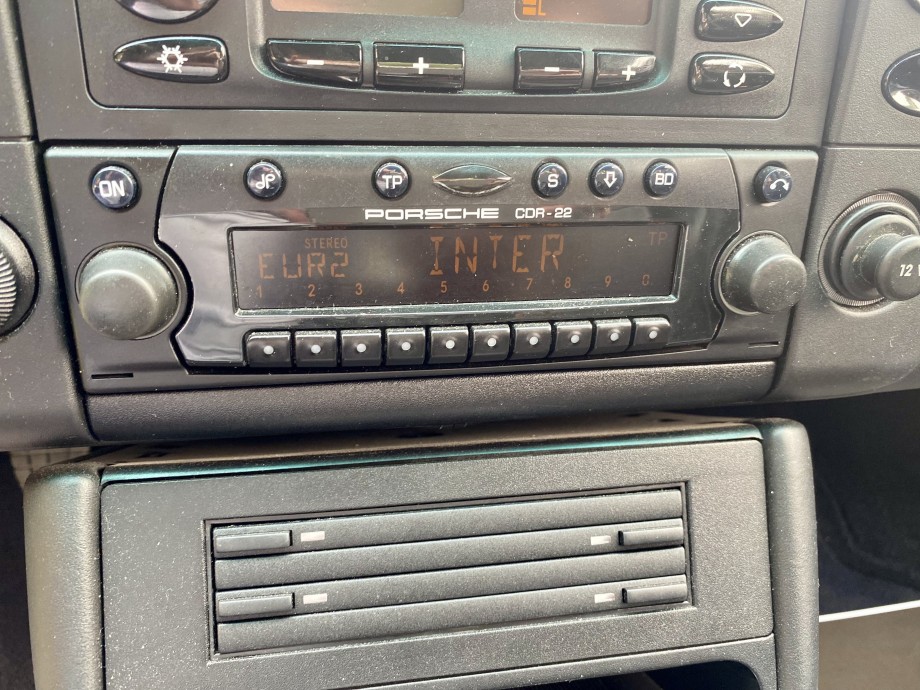 - + - +
ON TP S BD
PORSCHE CDR-22
STEREO TP
EUR2 INTER
1 2 3 4 5 6 7 8 9 0
12